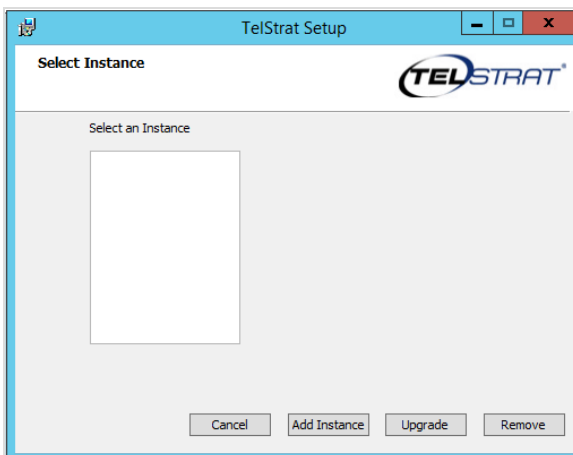 TelStrat Setup
Select Instance
TELSTRAT
Select an Instance
Cancel Add Instance Upgrade Remove